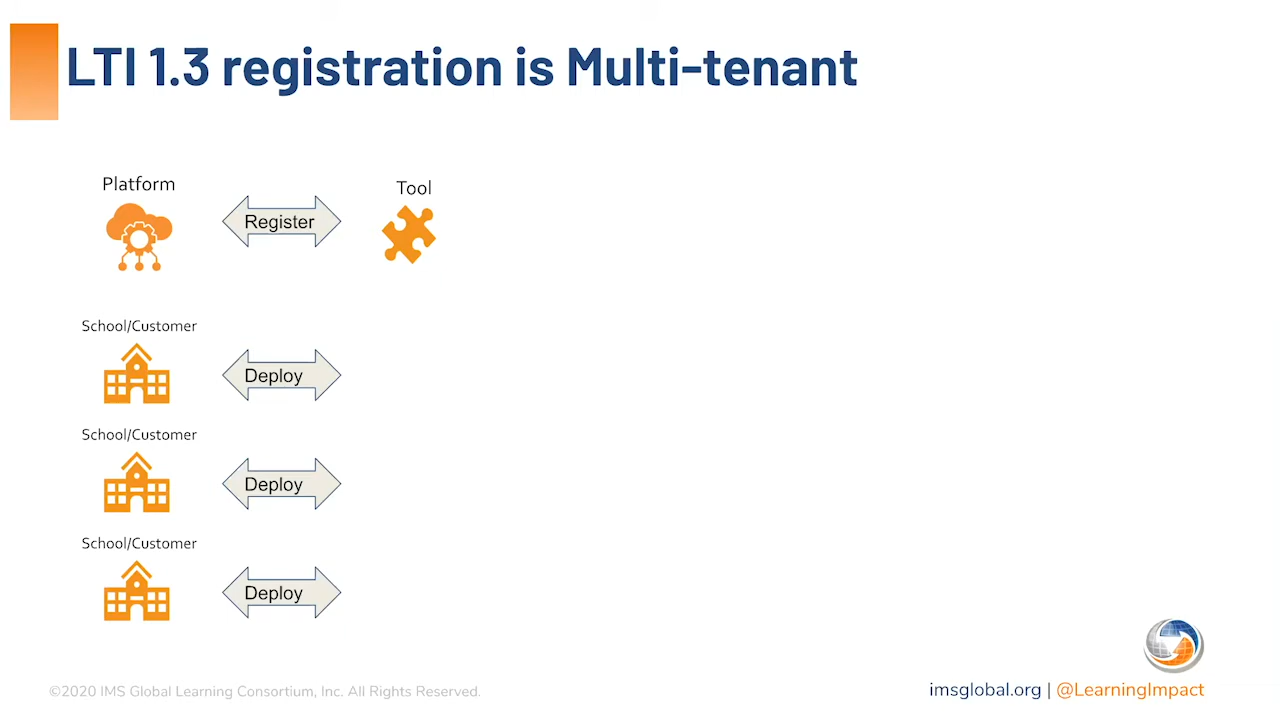 LTI 1.3 registration is Multi-tenant
Platform
Register
Tool
School/Customer
Deploy
School/Customer
Deploy
School/Customer
Deploy
©2020 IMS Global Learning Consortium, Inc. All Rights Reserved.
imsglobal.org | @LearningImpact